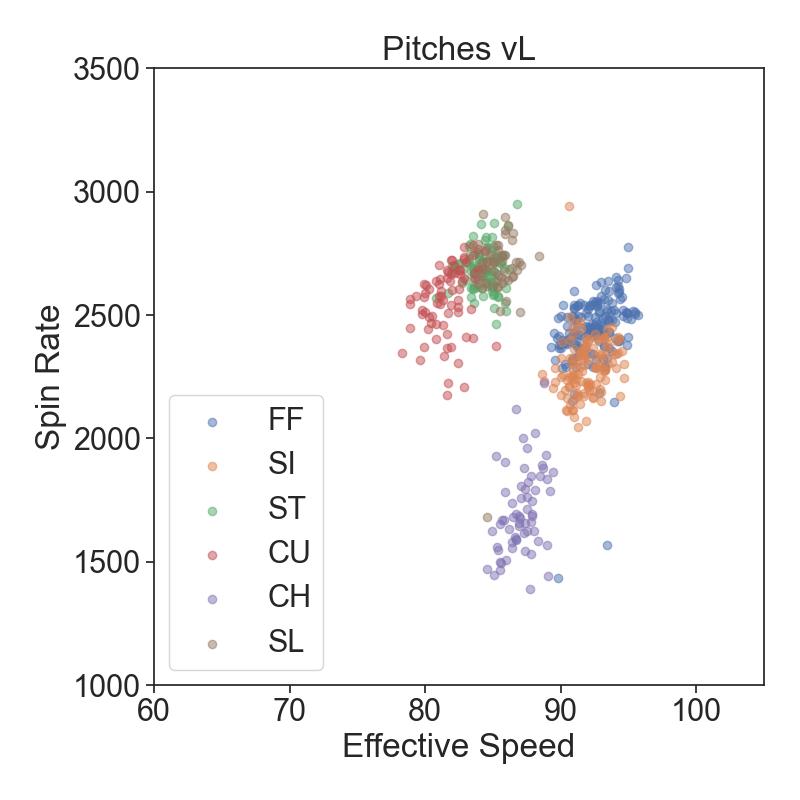 Pitches vL
3500
3000
2500
2000
1500
1000
Spin Rate
FF
SI
ST
CU
CH
SL
60
70
80
90
100
Effective Speed